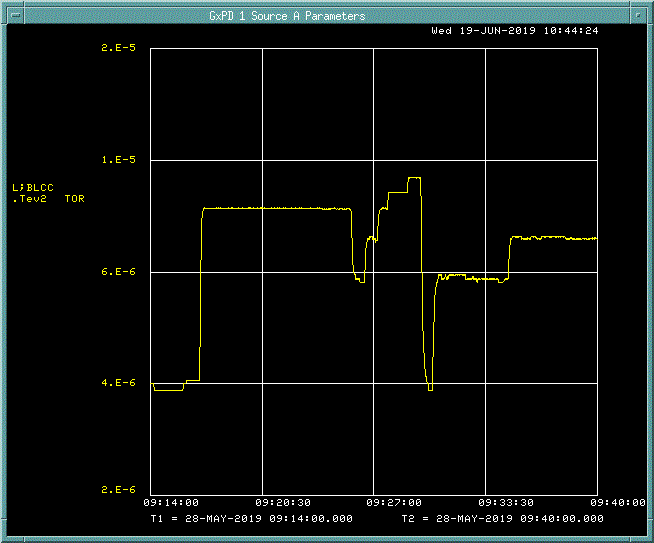 GxPD 1 Source A Parameters
Wed 19-JUN-2019 10:44:24
2.E-5
1.E-5
L;BLCC
.Tev2 TOR
6.E-6
4.E-6
2.E-6
09:14:00 09:20:30 09:27:00 09:33:30 09:40:00
T1 = 28-MAY-2019 09:14:00.000 T2 = 28-MAY-2019 09:40:00.000